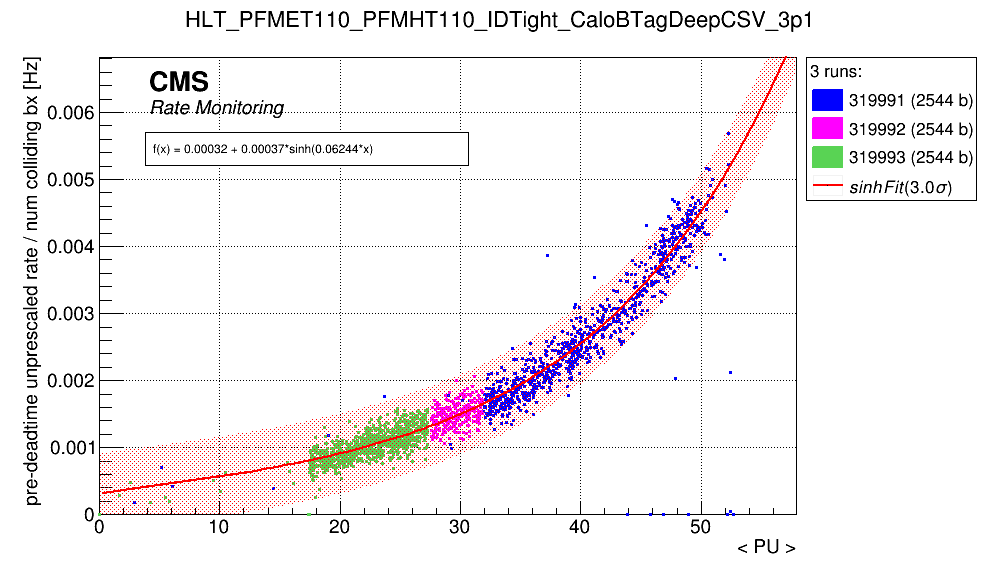 HLT_PFMET110_PFMHT110_IDTight_CaloBTagDeepCSV_3p1
pre-deadtime unprescaled rate / num colliding bx [Hz]
CMS
Rate Monitoring
f(x) = 0.00032 + 0.00037*sinh(0.06244*x)
3 runs:
319991 (2544 b)
319992 (2544 b)
319993 (2544 b)
sinhFit(3.0σ)
0.006
0.005
0.004
0.003
0.002
0.001
0
0 10 20 30 40 50
< PU >